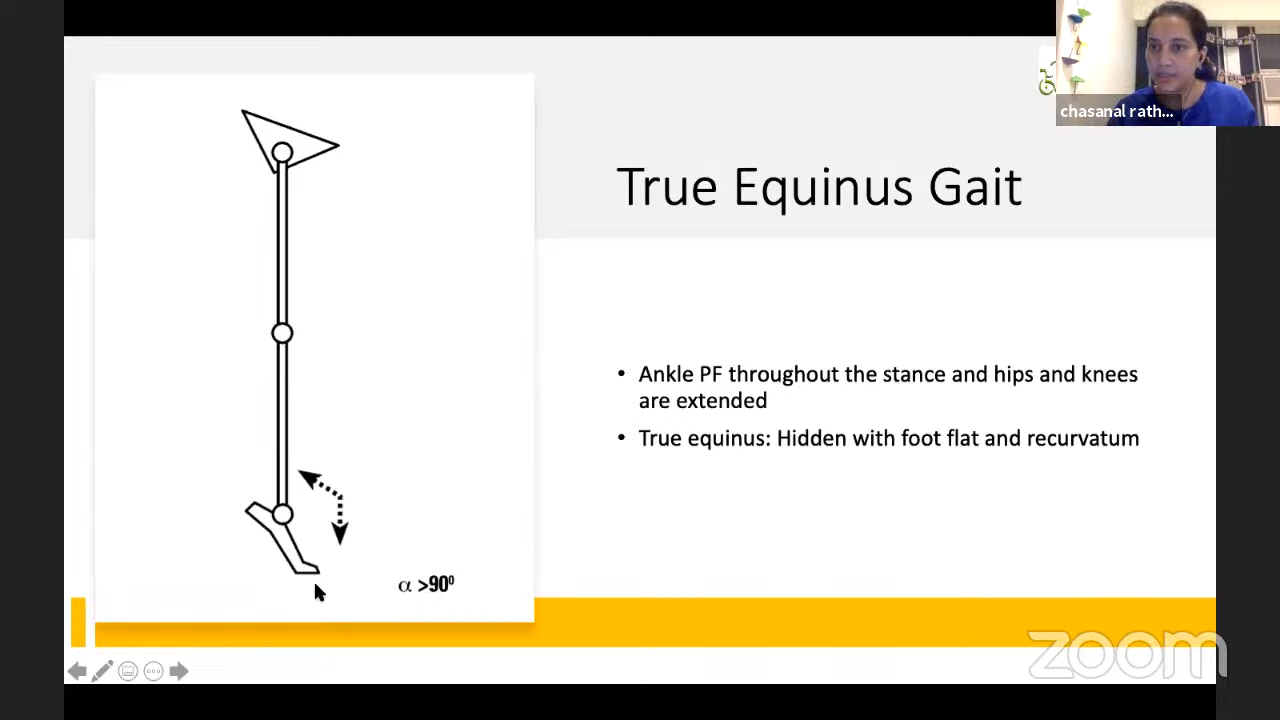 chasanal rath...
True Equinus Gait
• Ankle PF throughout the stance and hips and knees
are extended
• True equinus: Hidden with foot flat and recurvatum
α >90⁰
zoom